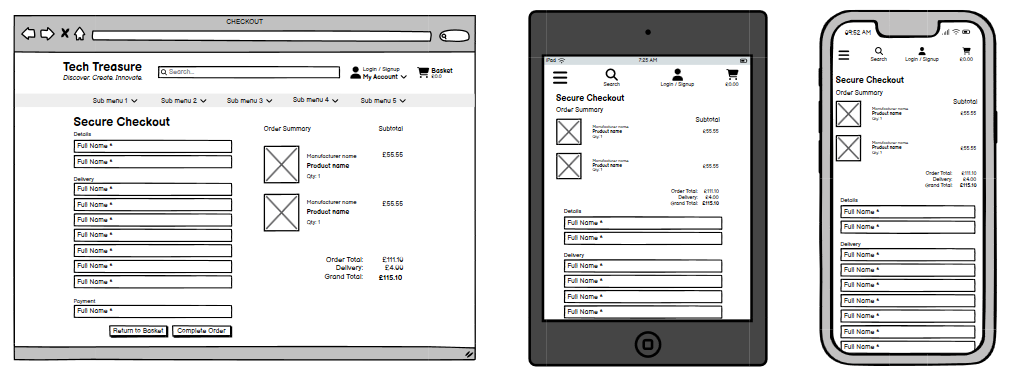 CHECKOUT
Tech Treasure
Discover. Create. Innovate.
Search...
Login / Signup
My Account
Basket
£0.0
Sub menu 1
Sub menu 2
Sub menu 3
Sub menu 4
Sub menu 5
Secure Checkout
Details
Full Name *
Full Name *
Delivery
Full Name *
Full Name *
Full Name *
Full Name *
Full Name *
Full Name *
Full Name *
Payment
Full Name *
Return to Basket
Complete Order
Order Summary
Subtotal
Manufacturer name
Product name
Qty: 1
£55.55
Manufacturer name
Product name
Qty: 1
£55.55
Order Total: £111.10
Delivery: £4.00
Grand Total: £115.10
iPad
7:25 AM
Search
Login / Signup
£0.00
Secure Checkout
Order Summary
Subtotal
Manufacturer name
Product name
Qty: 1
£55.55
Manufacturer name
Product name
Qty: 1
£55.55
Order Total: £111.10
Delivery: £4.00
Grand Total: £115.10
Details
Full Name *
Full Name *
Delivery
Full Name *
Full Name *
Full Name *
Full Name *
09:52 AM
Search
Login / Signup
£0.00
Secure Checkout
Order Summary
Subtotal
Manufacturer name
Product name
Qty: 1
£55.55
Manufacturer name
Product name
Qty: 1
£55.55
Order Total: £111.10
Delivery: £4.00
Grand Total: £115.10
Details
Full Name *
Full Name *
Delivery
Full Name *
Full Name *
Full Name *
Full Name *
Full Name *
Full Name *
Full Name *